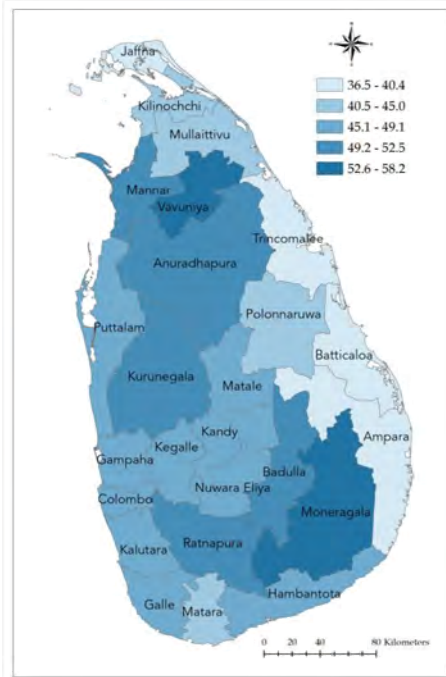 Jaffna
36.5 - 40.4
40.5 - 45.0
45.1 - 49.1
49.2 - 52.5
52.6 - 58.2
Kilinochchi
Mullaittivu
Mannar
Vavuniya
Trincomalee
Anuradhapura
Polonnaruwa
Puttalam
Batticaloa
Kurunegala
Matale
Ampara
Kandy
Kegalle
Gampaha
Badulla
Nuwara Eliya
Colombo
Moneragala
Ratnapura
Kalutara
Hambantota
Galle
Matara
0 20 40 80 Kilometers